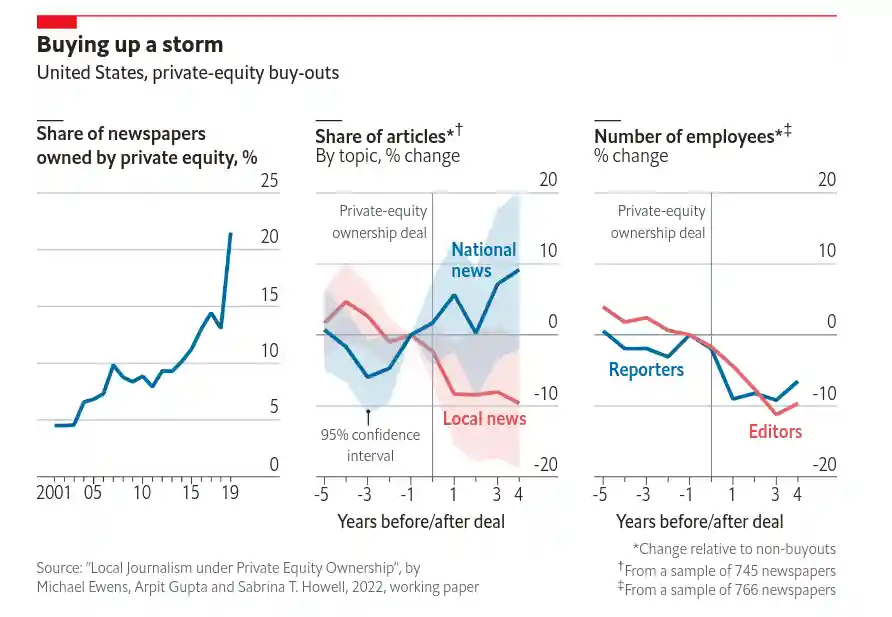 Buying up a storm
United States, private-equity buy-outs
Share of newspapers
owned by private equity, %
25
20
15
10
5
0
2001 05 10 15 19
Share of articles*†
By topic, % change
20
10
0
-10
-20
Private-equity
ownership deal
National
news
Local news
95% confidence
interval
-5 -3 -1 1 3 4
Years before/after deal
Number of employees*‡
% change
20
10
0
-10
-20
Private-equity
ownership deal
Reporters
Editors
-5 -3 -1 1 3 4
Years before/after deal
*Change relative to non-buyouts
†From a sample of 745 newspapers
‡From a sample of 766 newspapers
Source: "Local Journalism under Private Equity Ownership", by
Michael Ewens, Arpit Gupta and Sabrina T. Howell, 2022, working paper